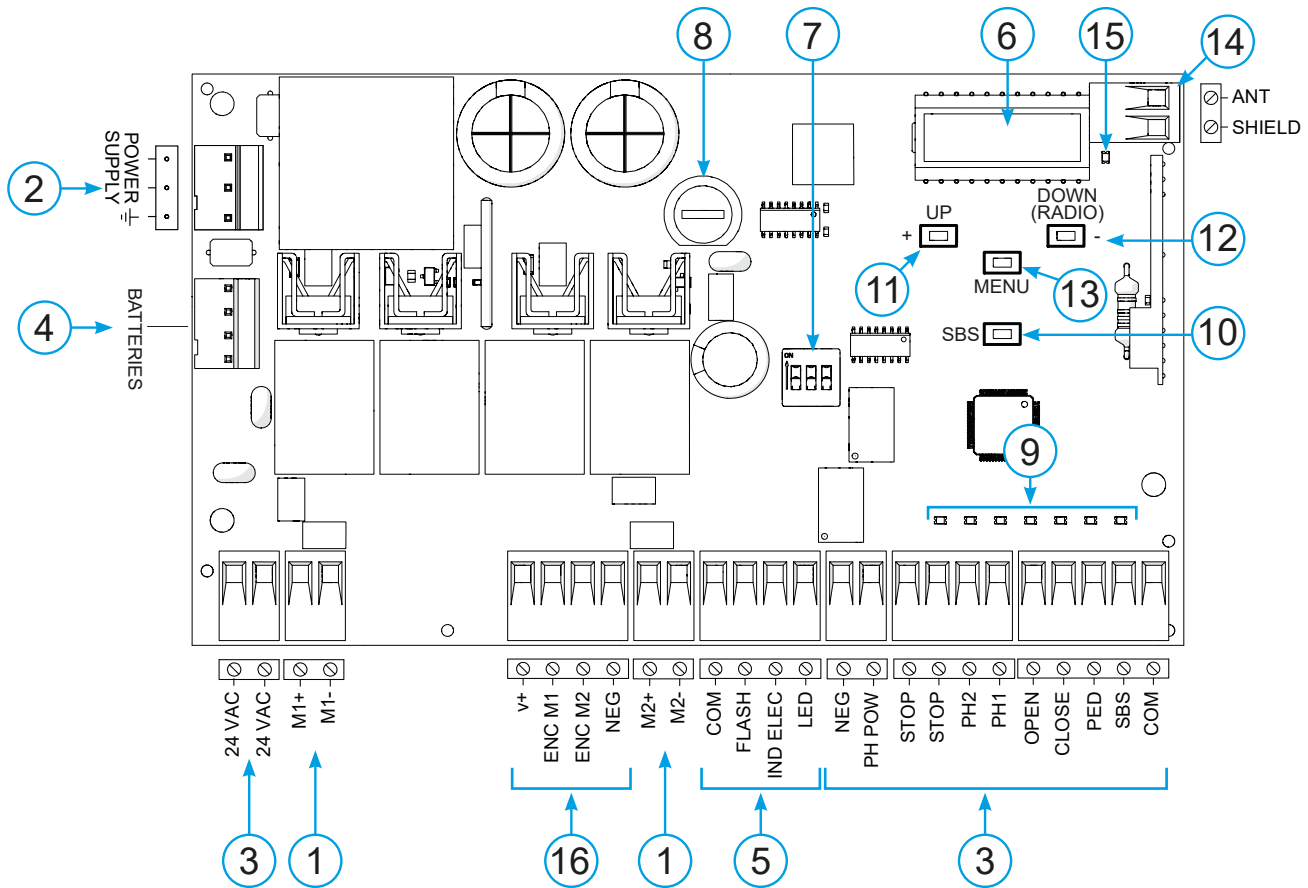 8
7
6
15
14
ANT
SHIELD
POWER
SUPPLY
2
UP
+
DOWN
(RADIO)
-
12
11
MENU
13
4
BATTERIES
SBS
10
ON
9
24 VAC
24 VAC
M1+
M1-
v+
ENC M1
ENC M2
NEG
M2+
M2-
COM
FLASH
IND ELEC
LED
NEG
PH POW
STOP
STOP
PH2
PH1
OPEN
CLOSE
PED
SBS
COM
3
1
16
1
5
3